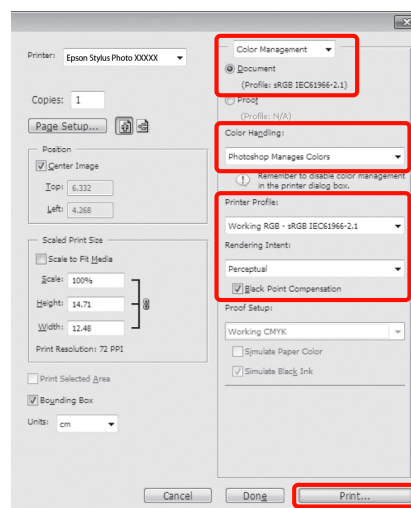 Printer: Epson Stylus Photo XXXXX
Copies: 1
Page Setup...
Position
Center Image
Top: 6.332
Left: 4.268
Scaled Print Size
Scale to Fit Media
Scale: 100%
Height: 14.71
Width: 12.48
Print Resolution: 72 PPI
Print Selected Area
Bounding Box
Units: cm
Color Management
Document
(Profile: sRGB IEC61966-2.1)
Proof
(Profile: N/A)
Color Handling:
Photoshop Manages Colors
Remember to disable color management
in the printer dialog box.
Printer Profile:
Working RGB - sRGB IEC61966-2.1
Rendering Intent:
Perceptual
Black Point Compensation
Proof Setup:
Working CMYK
Simulate Paper Color
Simulate Black Ink
Cancel
Done
Print...